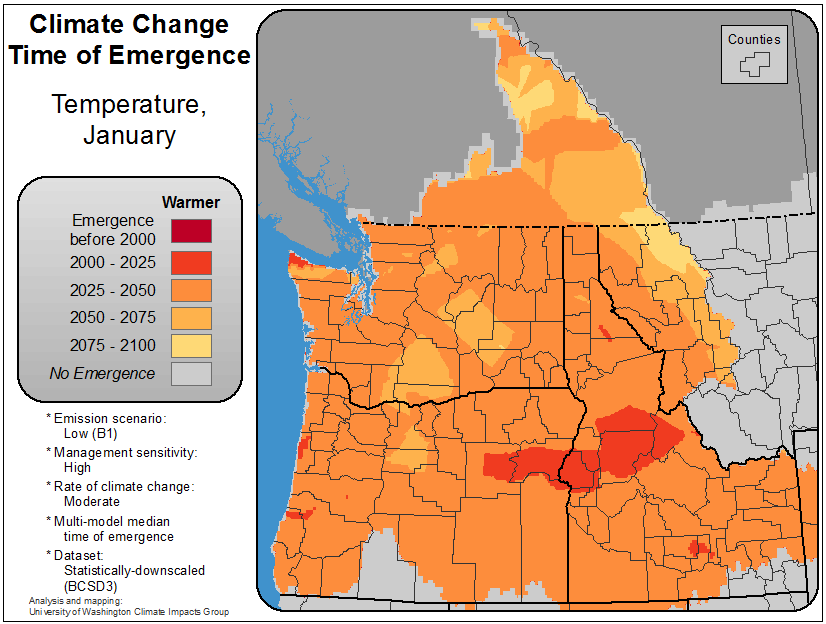 Climate Change
Time of Emergence
Temperature,
January
Counties
Warmer
Emergence
before 2000
2000 - 2025
2025 - 2050
2050 - 2075
2075 - 2100
No Emergence
* Emission scenario:
Low (B1)
* Management sensitivity:
High
* Rate of climate change:
Moderate
* Multi-model median
time of emergence
* Dataset:
Statistically-downscaled
(BCSD3)
Analysis and mapping:
University of Washington Climate Impacts Group